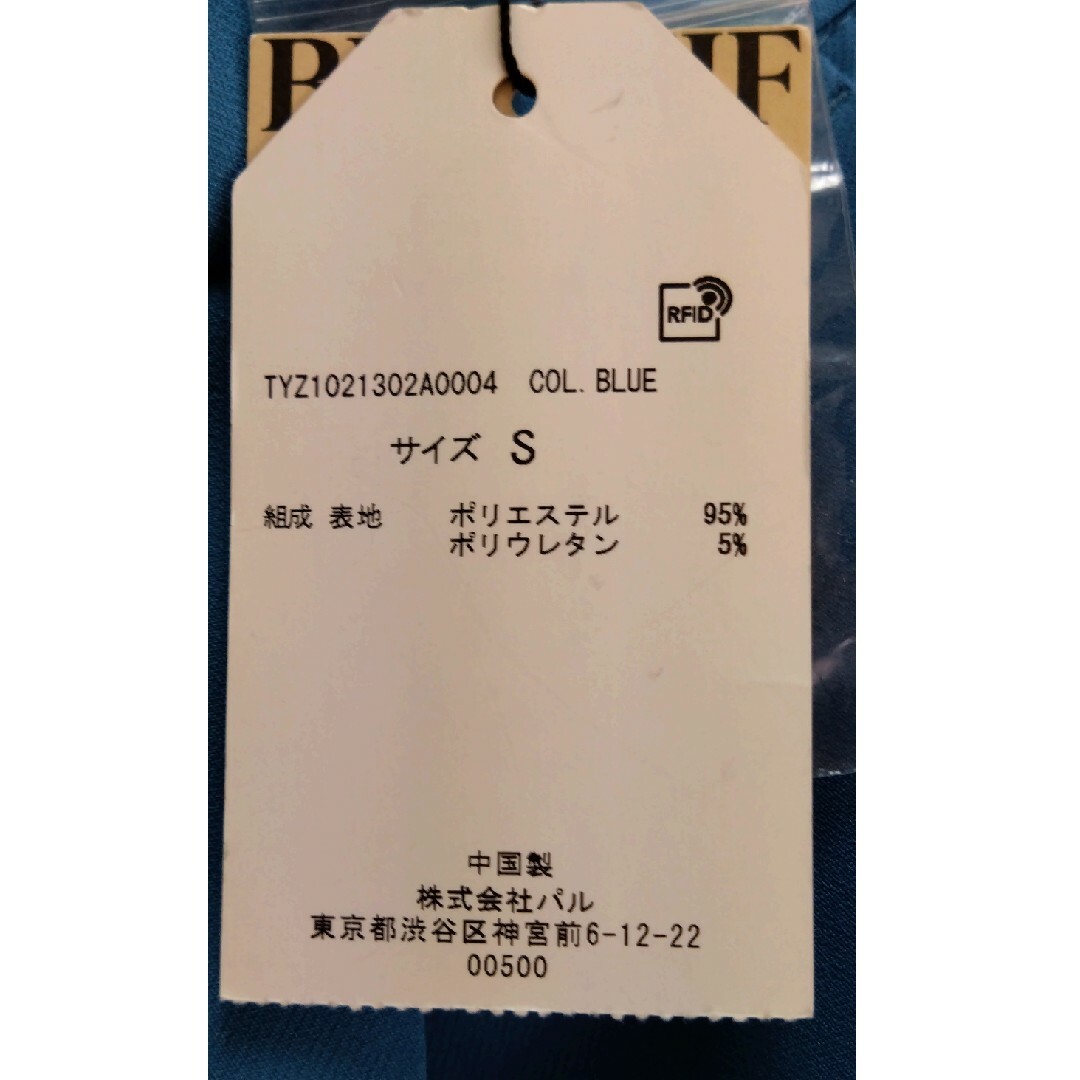 RFID
TYZ1021302A0004 COL. BLUE
サイズ S
組成 表地 ポリエステル 95%
ポリウレタン 5%
中国製
株式会社パル
東京都渋谷区神宮前6-12-22
00500